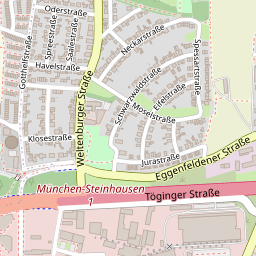 Oderstraße
Gotthelfstraße
Spreestraße
Saalestraße
Havelstraße
Neckarstraße
Spessartstraße
Schwarzwaldstraße
Eifelstraße
Moselstraße
Weltenburger Straße
Klosestraße
Jurastraße
Eggenfeldener Straße
München-Steinhausen
1
Töginger Straße